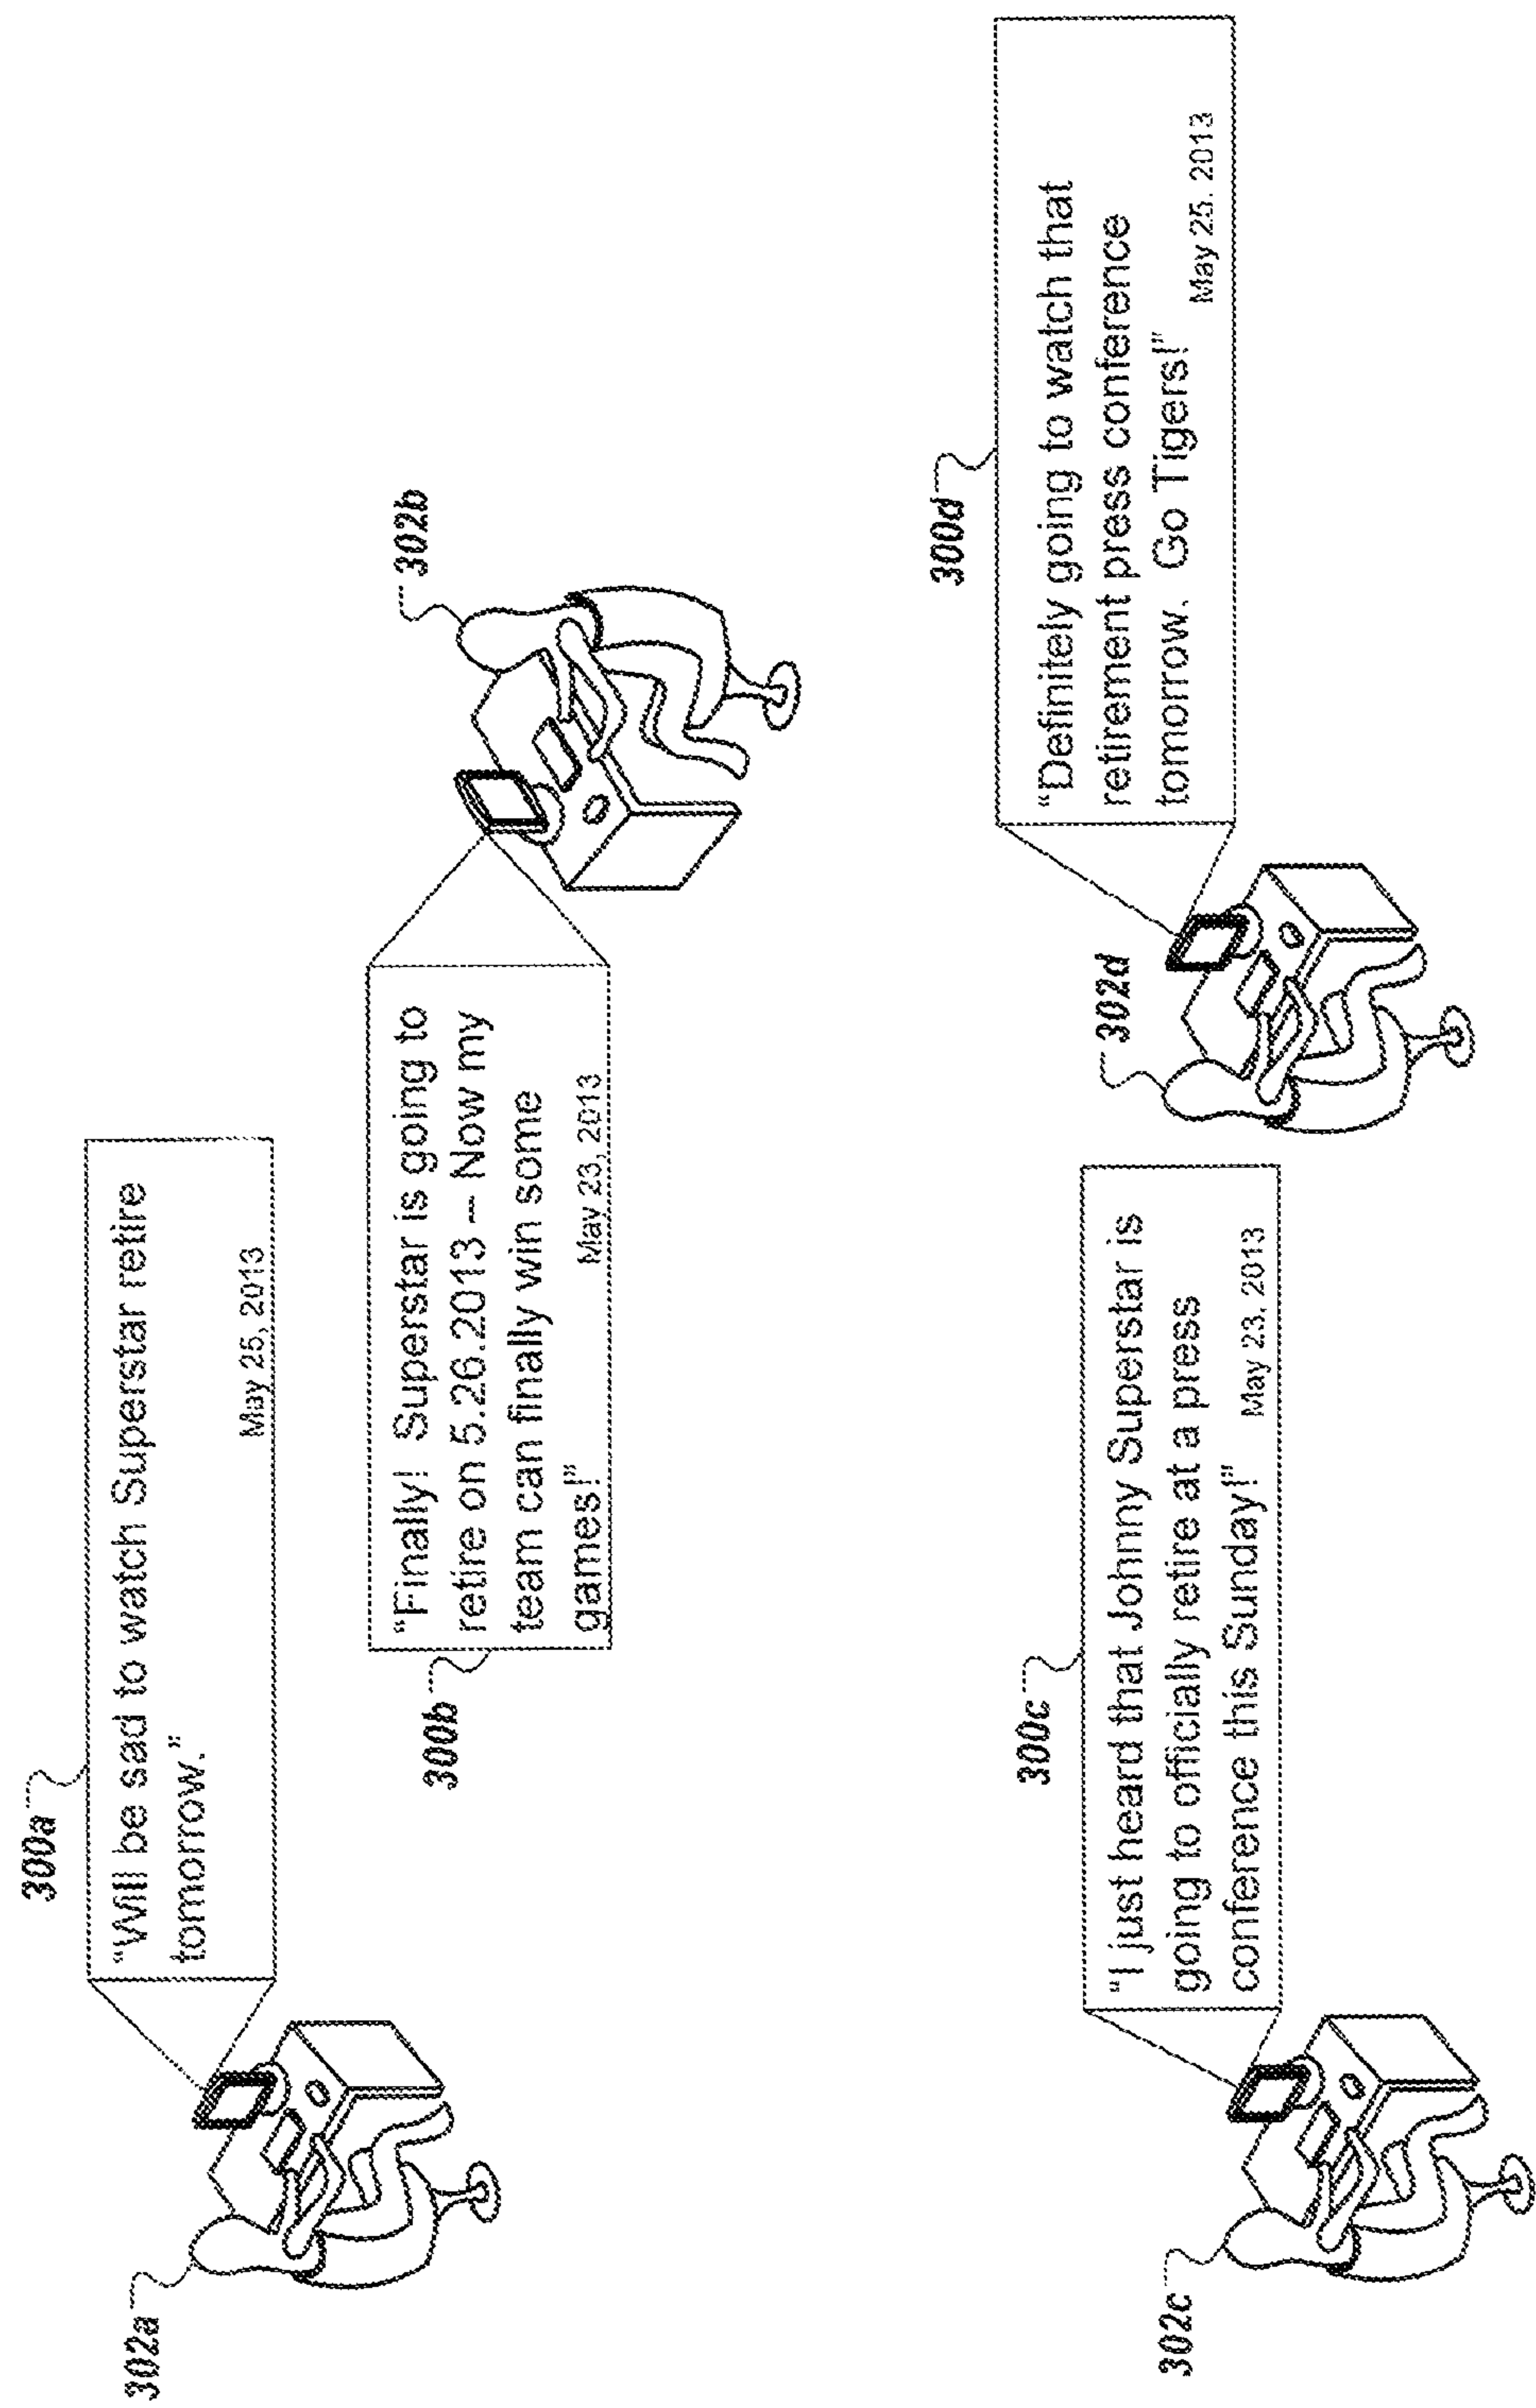 300a
“Will be sad to watch Superstar retire
tomorrow.”
May 25, 2013
302a
302b
“Finally!  Superstar is going to
retire on 5.26.2013 – Now my
team can finally win some
games!”
May 23, 2013
300b
300c
“I just heard that Johnny Superstar is
going to officially retire at a press
conference this Sunday!”
May 23, 2013
302c
300d
“Definitely going to watch that
retirement press conference
tomorrow.  Go Tigers!”
May 25, 2013
302d